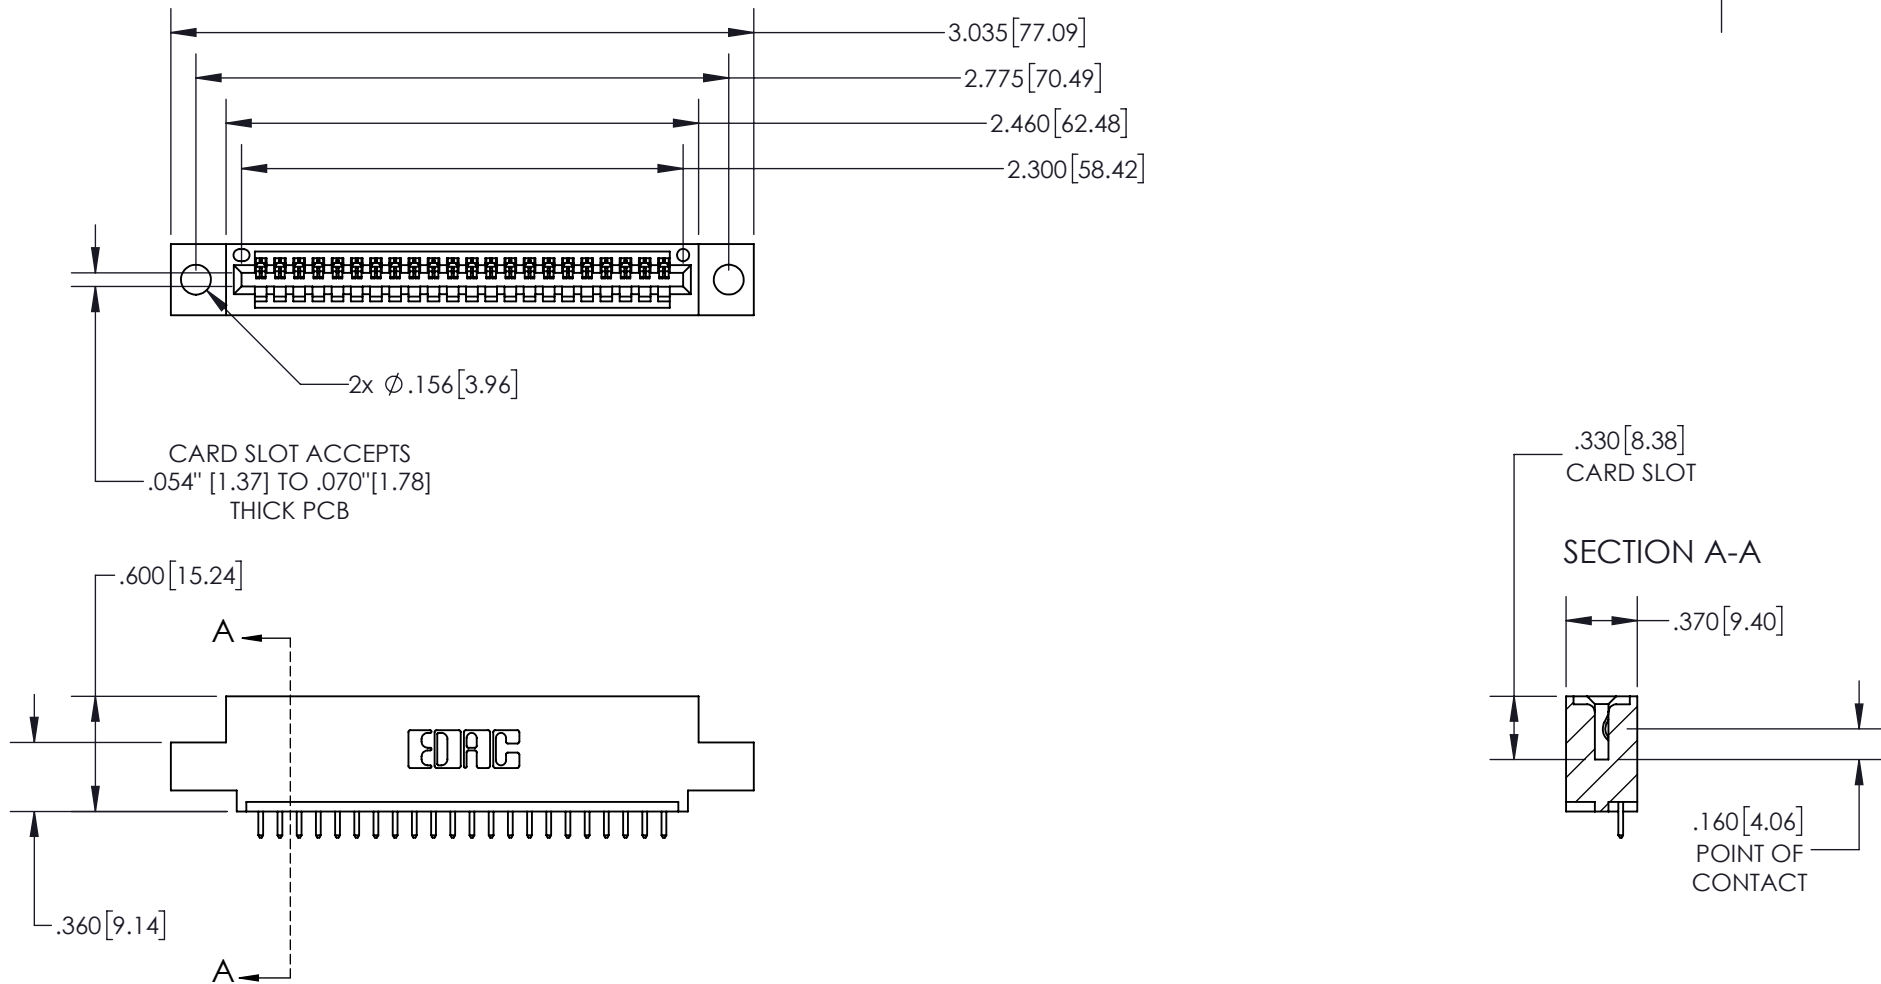 3.035[77.09]
2.775[70.49]
2.460[62.48]
2.300[58.42]
2x Ø.156[3.96]
CARD SLOT ACCEPTS
.054" [1.37] TO .070"[1.78]
THICK PCB
.330[8.38]
CARD SLOT
SECTION A-A
.600[15.24]
.370[9.40]
A
EDAC
.160[4.06]
POINT OF
CONTACT
.360[9.14]
A